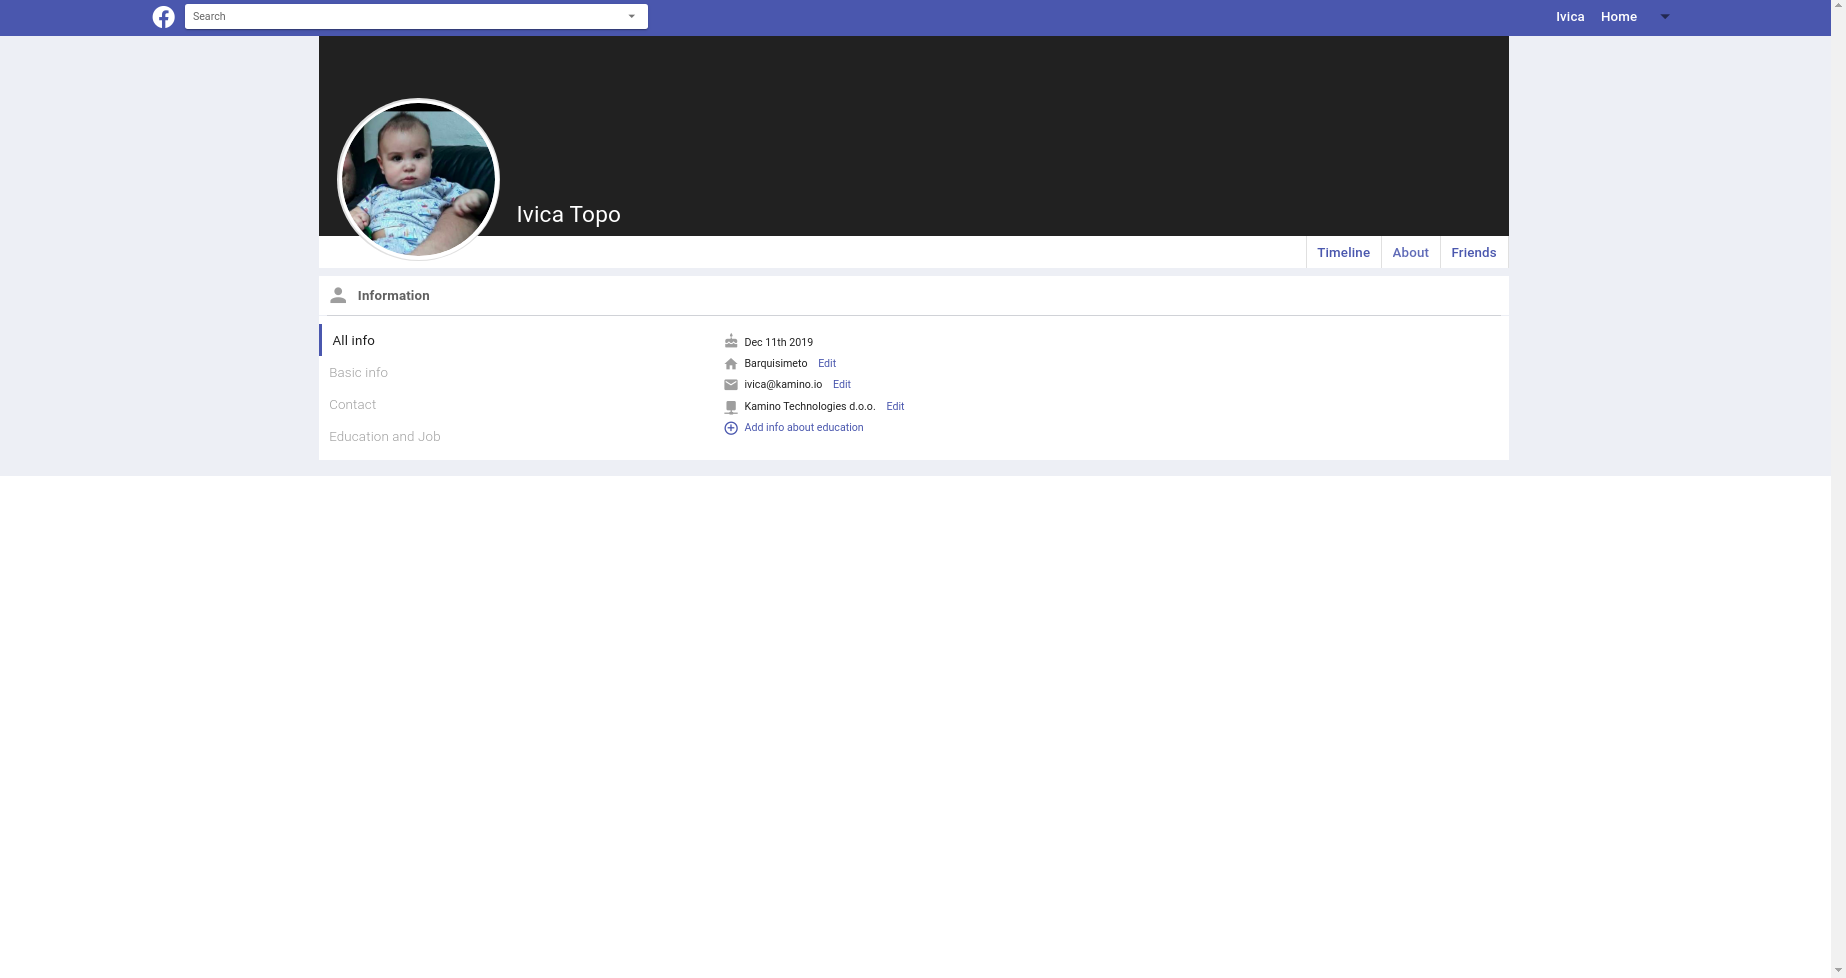 Search
Ivica Home
Ivica Topo
Timeline About Friends
Information
All info
Basic info
Contact
Education and Job
Dec 11th 2019
Barquisimeto Edit
ivica@kamino.io Edit
Kamino Technologies d.o.o. Edit
Add info about education